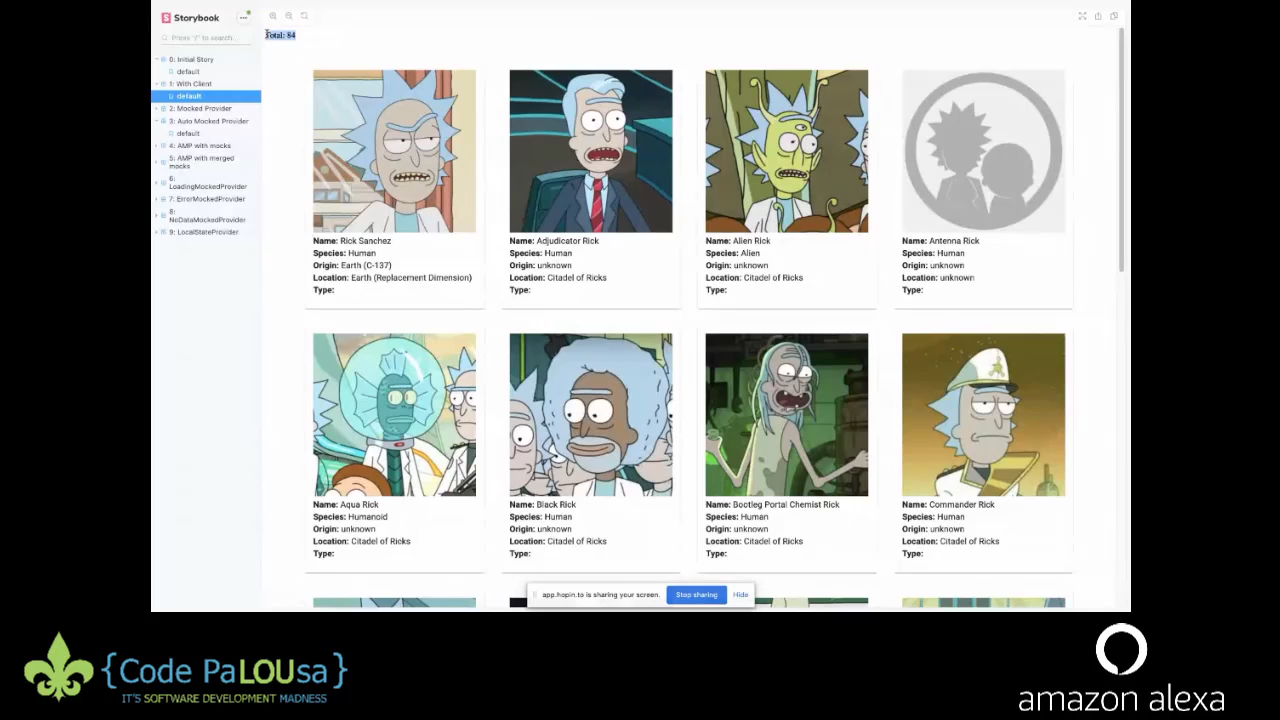 Storybook
Press "/" to search...
0: Initial Story
default
1: With Client
default
2: Mocked Provider
3: Auto Mocked Provider
default
4: AMP with mocks
5: AMP with merged
mocks
6:
LoadingMockedProvider
7: ErrorMockedProvider
8:
NoDataMockedProvider
9: LocalStateProvider
Total: 84
Name: Rick Sanchez
Species: Human
Origin: Earth (C-137)
Location: Earth (Replacement Dimension)
Type:
Name: Adjudicator Rick
Species: Human
Origin: unknown
Location: Citadel of Ricks
Type:
Name: Alien Rick
Species: Alien
Origin: unknown
Location: Citadel of Ricks
Type:
Name: Antenna Rick
Species: Human
Origin: unknown
Location: unknown
Type:
Name: Aqua Rick
Species: Humanoid
Origin: unknown
Location: Citadel of Ricks
Type:
Name: Black Rick
Species: Human
Origin: unknown
Location: Citadel of Ricks
Type:
Name: Bootleg Portal Chemist Rick
Species: Human
Origin: unknown
Location: Citadel of Ricks
Type:
Name: Commander Rick
Species: Human
Origin: unknown
Location: Citadel of Ricks
Type:
app.hopin.to is sharing your screen.
Stop sharing
Hide
{Code PaLOUsa}
IT'S SOFTWARE DEVELOPMENT MADNESS
amazon alexa